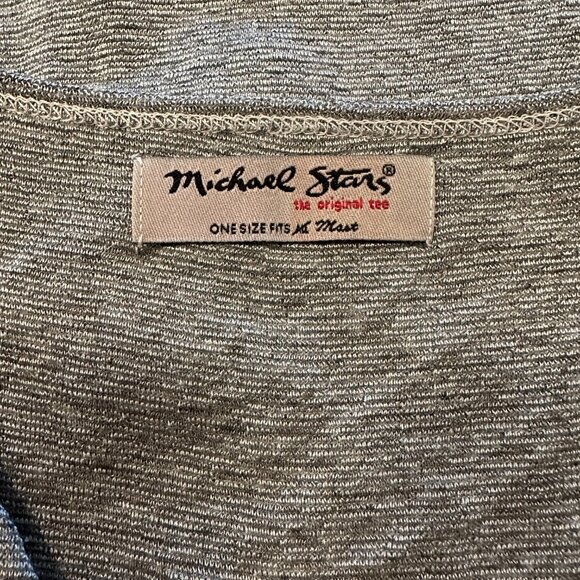 Michael Stars®
the original tee
ONE SIZE FITS Most